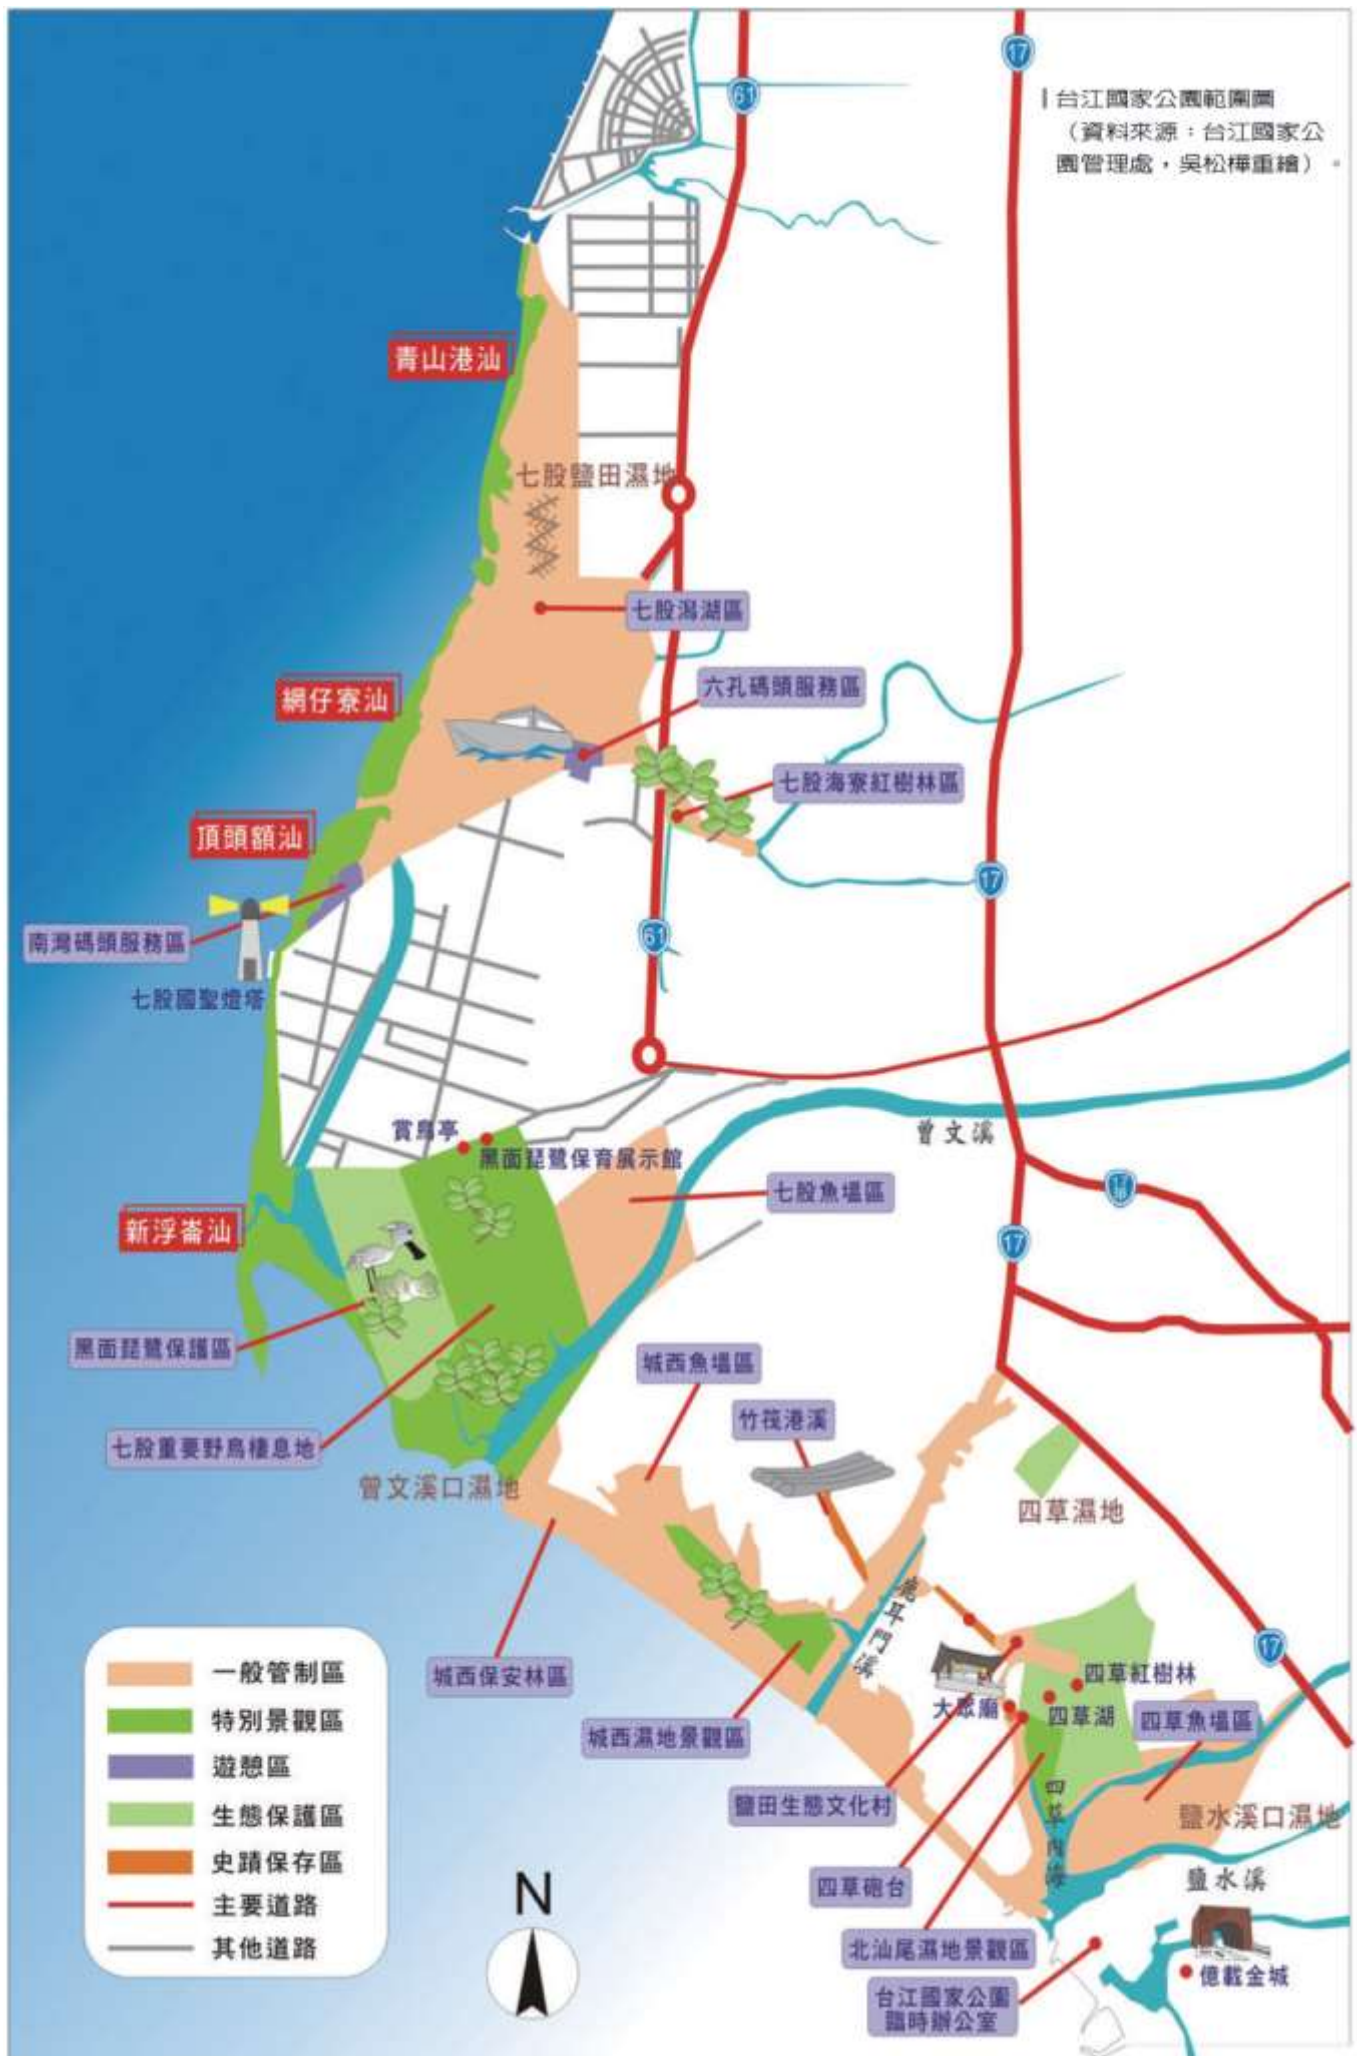 61
17
台江國家公園範圍圖
（資料來源：台江國家公
園管理處，吳松樺重繪）。
青山港汕
七股鹽田濕地
七股潟湖區
網仔寮汕
六孔碼頭服務區
七股海寮紅樹林區
頂頭額汕
17
南灣碼頭服務區
61
七股國聖燈塔
曾文溪
賞鳥亭
黑面琵鷺保育展示館
七股魚塭區
17
新浮崙汕
17
黑面琵鷺保護區
城西魚塭區
竹筏港溪
七股重要野鳥棲息地
曾文溪口濕地
四草濕地
鹿耳門溪
17
城西保安林區
四草紅樹林
大眾廟
四草湖
四草魚塭區
城西濕地景觀區
鹽田生態文化村
四草內海
鹽水溪口濕地
四草砲台
鹽水溪
北汕尾濕地景觀區
億載金城
台江國家公園
臨時辦公室
一般管制區
特別景觀區
遊憩區
生態保護區
史蹟保存區
主要道路
其他道路
N